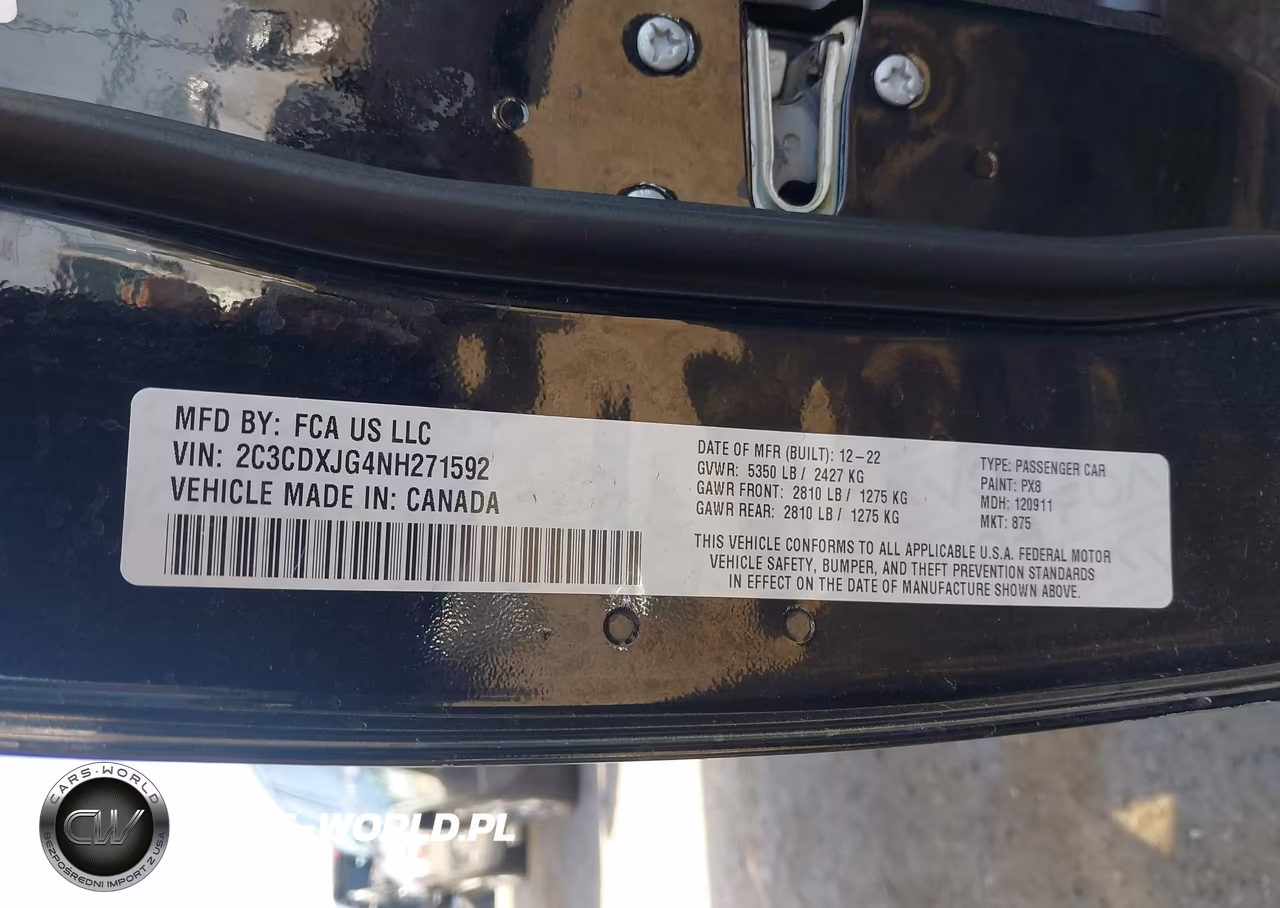 MFD BY: FCA US LLC
VIN: 2C3CDXJG4NH271592
VEHICLE MADE IN: CANADA
DATE OF MFR (BUILT): 12-22
GVWR: 5350 LB / 2427 KG
GAWR FRONT: 2810 LB / 1275 KG
GAWR REAR: 2810 LB / 1275 KG
TYPE: PASSENGER CAR
PAINT: PX8
MDH: 120911
MKT: 875
THIS VEHICLE CONFORMS TO ALL APPLICABLE U.S.A. FEDERAL MOTOR
VEHICLE SAFETY, BUMPER, AND THEFT PREVENTION STANDARDS
IN EFFECT ON THE DATE OF MANUFACTURE SHOWN ABOVE.
CARS-WORLD
CW
BEZPOŚREDNI IMPORT Z USA
-WORLD.PL